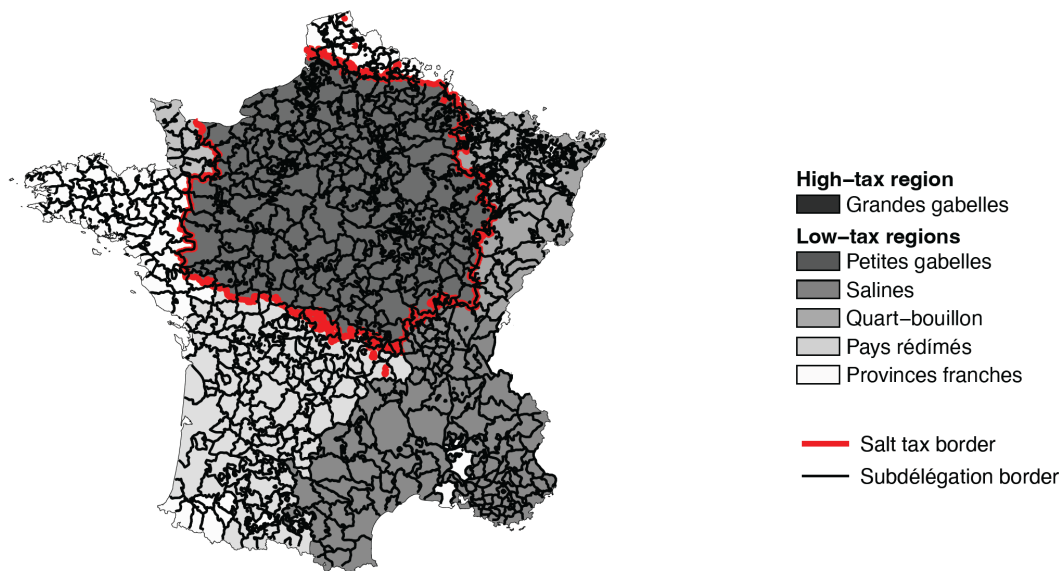 High–tax region
Grandes gabelles
Low–tax regions
Petites gabelles
Salines
Quart–bouillon
Pays rédímés
Provinces franches
Salt tax border
Subdélégation border